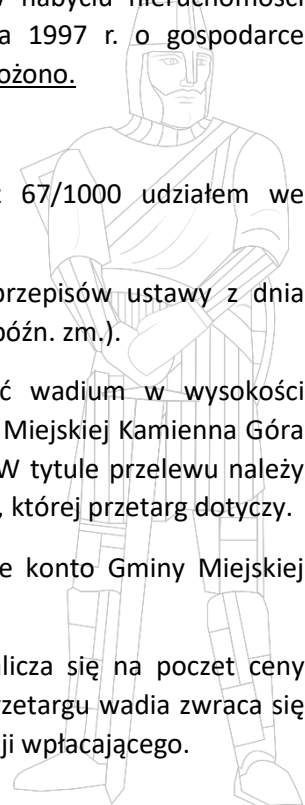 nabyciu nieruchomości
a 1997 r. o gospodarce
ożono.
67/1000 udziałem we
przepisów ustawy z dnia
późn. zm.).
ć wadium w wysokości
Miejskiej Kamienna Góra
W tytule przelewu należy
, której przetarg dotyczy.
e konto Gminy Miejskiej
licza się na poczet ceny
rzetargu wadia zwraca się
ji wpłacającego.